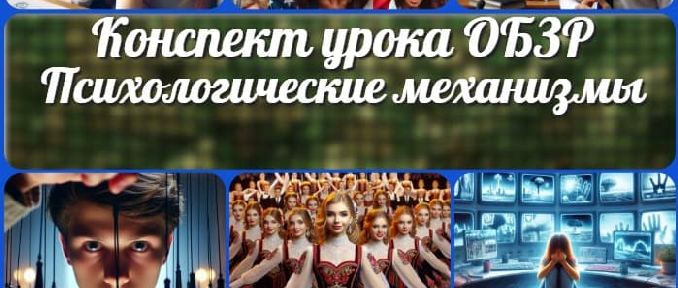 Конспект урока ОБЗР
Психологические механизмы